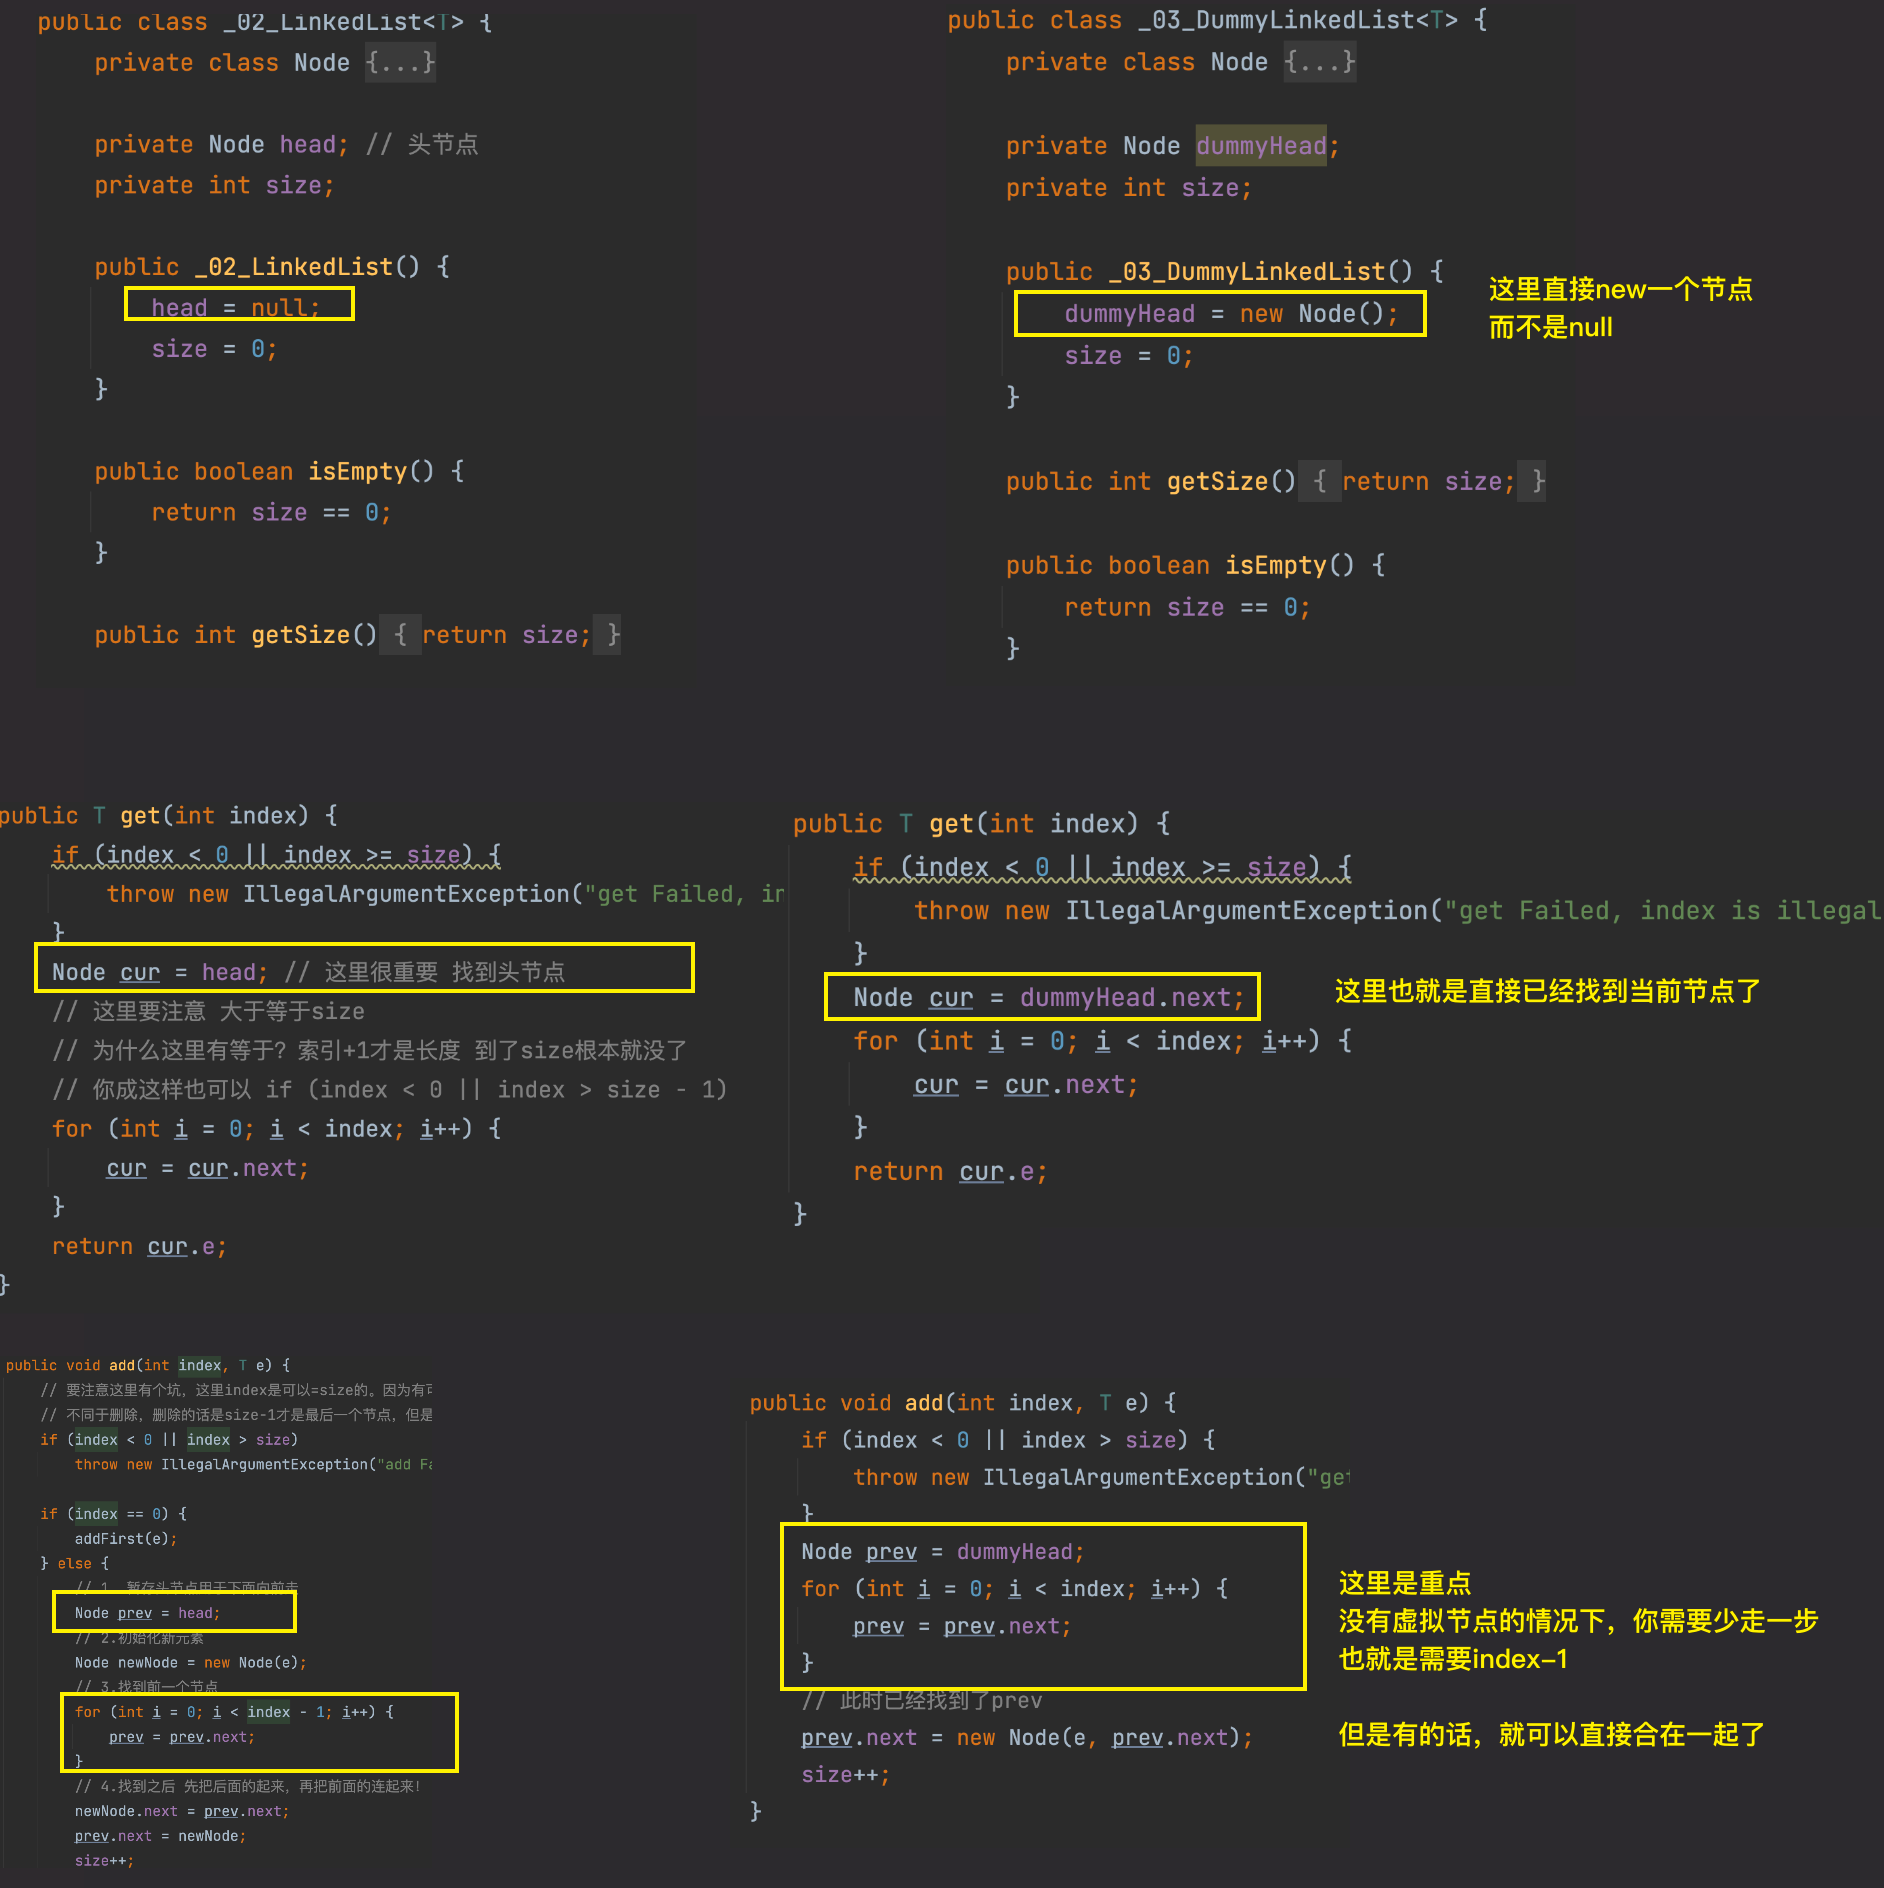 public class _02_LinkedList<T> {
private class Node {...}
private Node head; // 头节点
private int size;
public _02_LinkedList() {
head = null;
size = 0;
}
public boolean isEmpty() {
return size == 0;
}
public int getSize() { return size; }
public class _03_DummyLinkedList<T> {
private class Node {...}
private Node dummyHead;
private int size;
public _03_DummyLinkedList() {
dummyHead = new Node();
size = 0;
}
这里直接new一个节点
而不是null
public int getSize() { return size; }
public boolean isEmpty() {
return size == 0;
}
public T get(int index) {
if (index < 0 || index >= size) {
throw new IllegalArgumentException("get Failed, in
}
Node cur = head; // 这里很重要 找到头节点
// 这里要注意 大于等于size
// 为什么这里有等于? 索引+1才是长度 到了size根本就没了
// 你成这样也可以 if (index < 0 || index > size - 1)
for (int i = 0; i < index; i++) {
cur = cur.next;
}
return cur.e;
}
public T get(int index) {
if (index < 0 || index >= size) {
throw new IllegalArgumentException("get Failed, index is illegal
}
Node cur = dummyHead.next;
这里也就是直接已经找到当前节点了
for (int i = 0; i < index; i++) {
cur = cur.next;
}
return cur.e;
}
public void add(int index, T e) {
// 要注意这里有个坑，这里index是可以=size的。因为有可
// 不同于删除，删除的话是size-1才是最后一个节点，但是
if (index < 0 || index > size)
throw new IllegalArgumentException("add Fa
if (index == 0) {
addFirst(e);
} else {
// 1. 暂存头节点用于下面向前走
Node prev = head;
// 2.初始化新元素
Node newNode = new Node(e);
// 3.找到前一个节点
for (int i = 0; i < index - 1; i++) {
prev = prev.next;
}
// 4.找到之后 先把后面的起来，再把前面的连起来!
newNode.next = prev.next;
prev.next = newNode;
size++;
public void add(int index, T e) {
if (index < 0 || index > size) {
throw new IllegalArgumentException("get
}
Node prev = dummyHead;
for (int i = 0; i < index; i++) {
prev = prev.next;
}
// 此时已经找到了prev
prev.next = new Node(e, prev.next);
size++;
}
这里是重点
没有虚拟节点的情况下，你需要少走一步
也就是需要index-1
但是有的话，就可以直接合在一起了